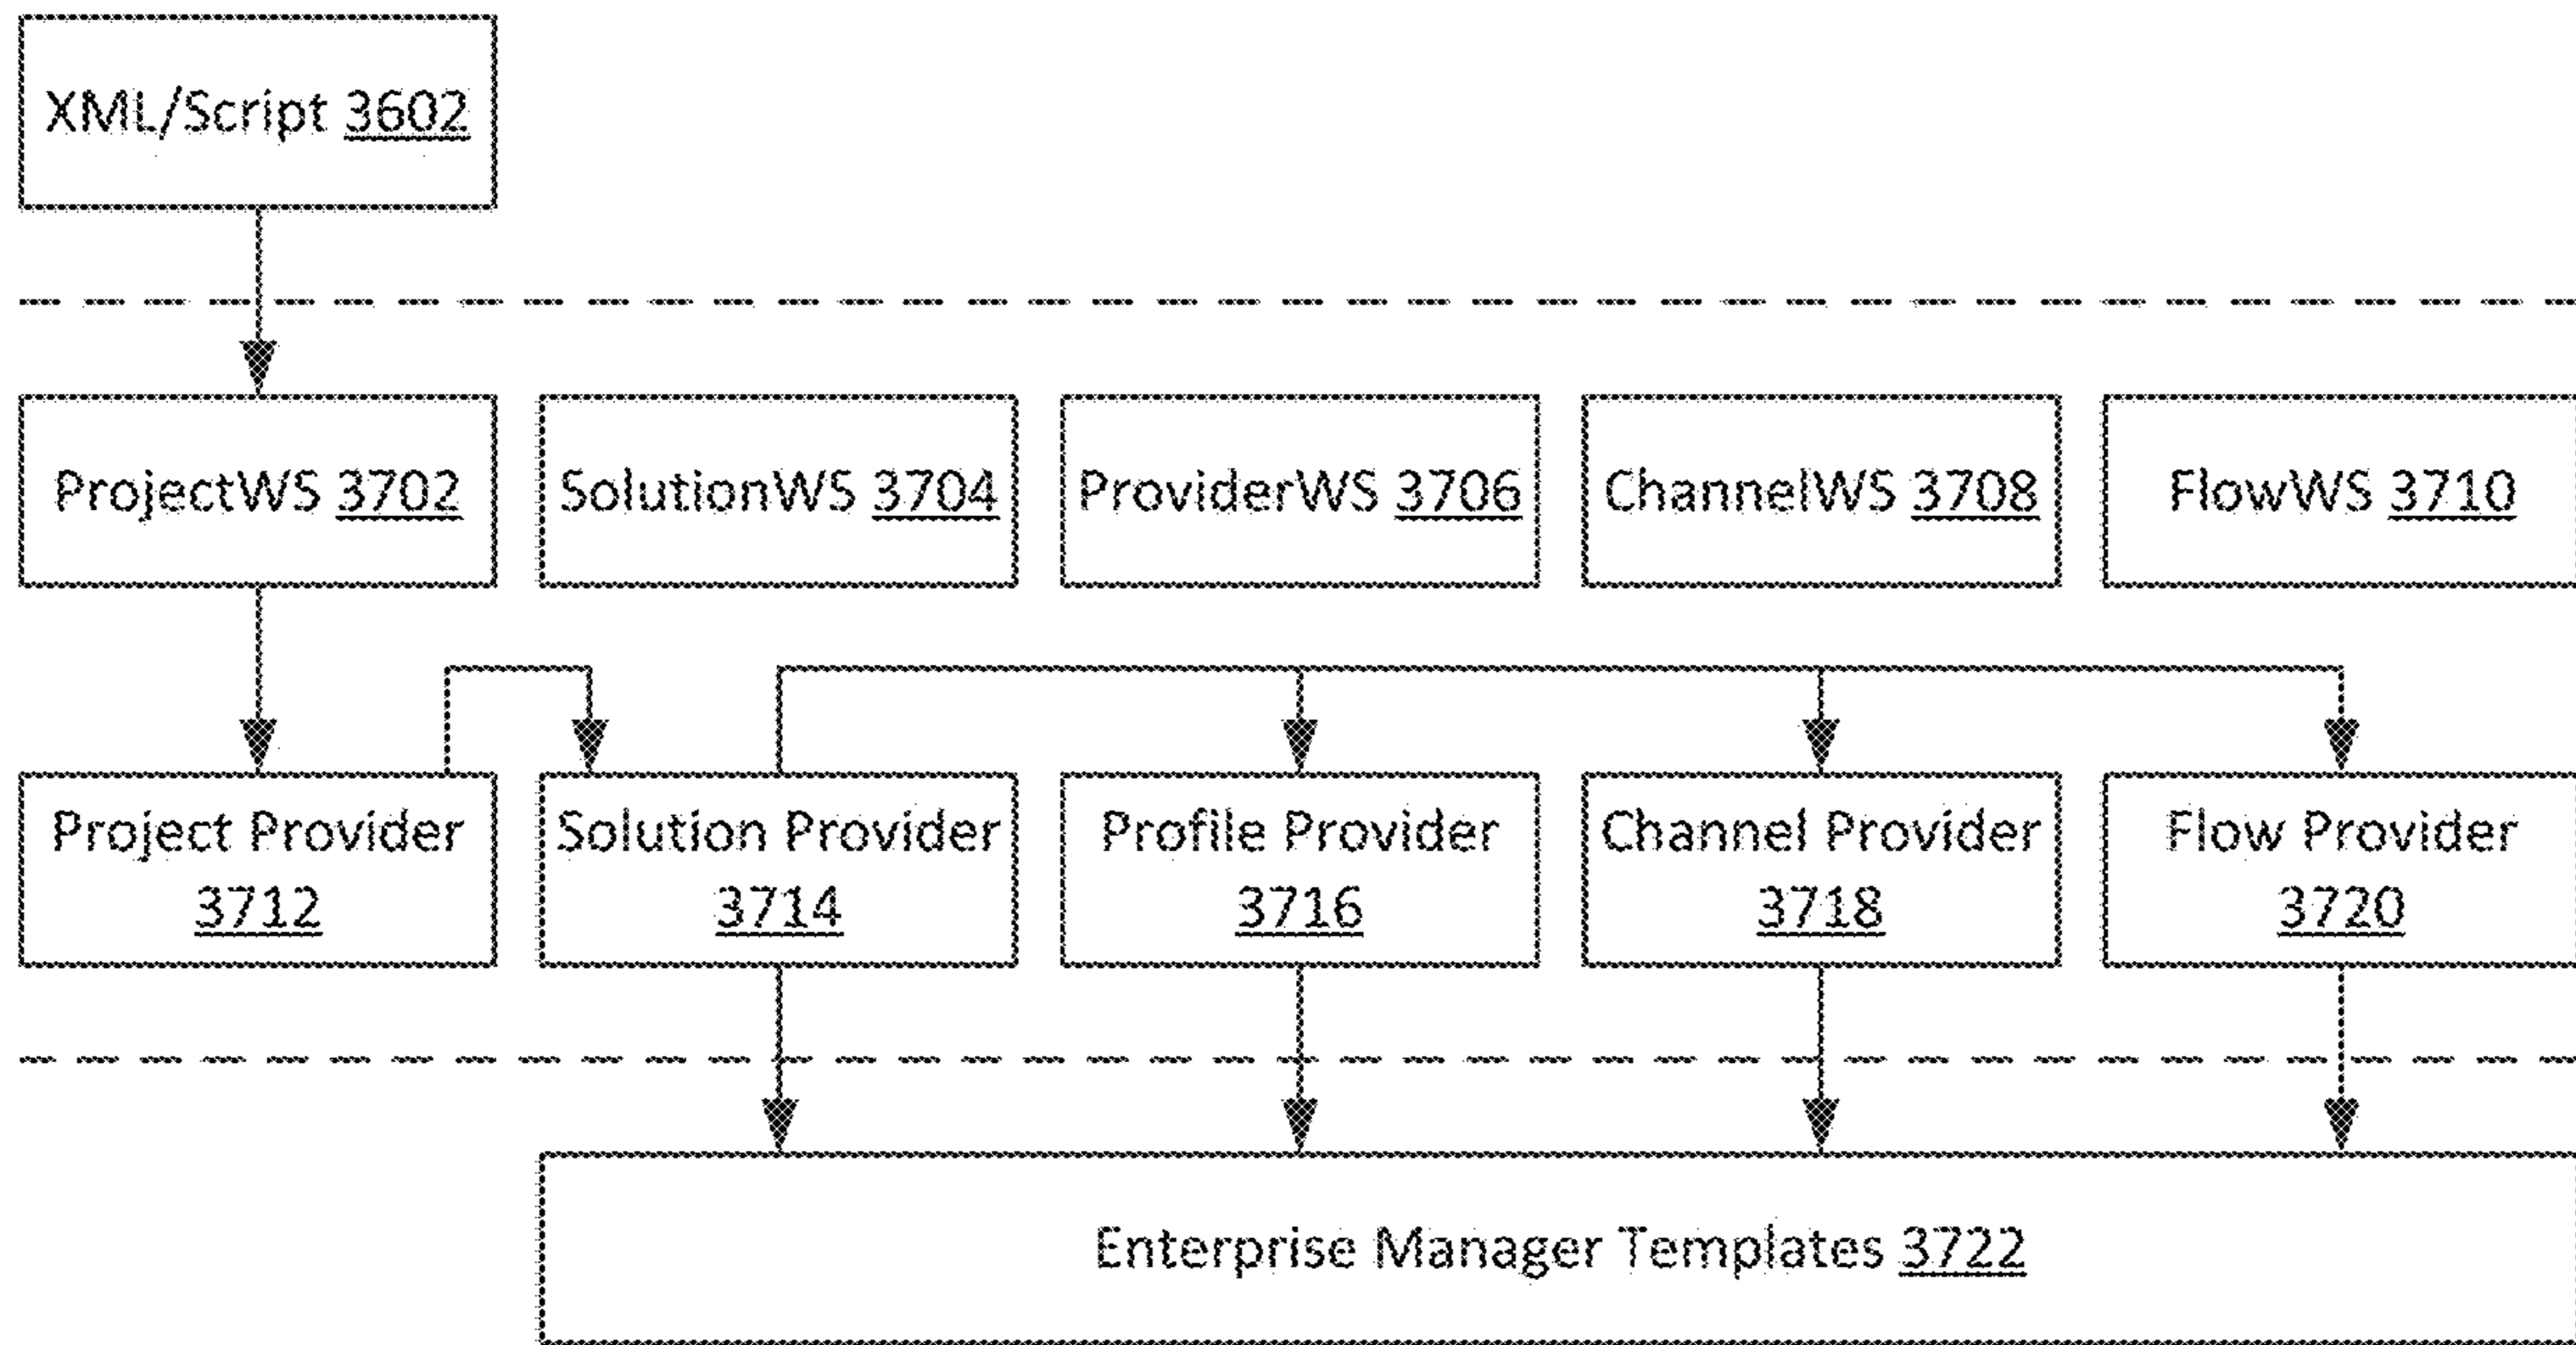 XML/Script 3602
ProjectWS 3702
SolutionWS 3704
ProviderWS 3706
ChannelWS 3708
FlowWS 3710
Project Provider
3712
Solution Provider
3714
Profile Provider
3716
Channel Provider
3718
Flow Provider
3720
Enterprise Manager Templates 3722